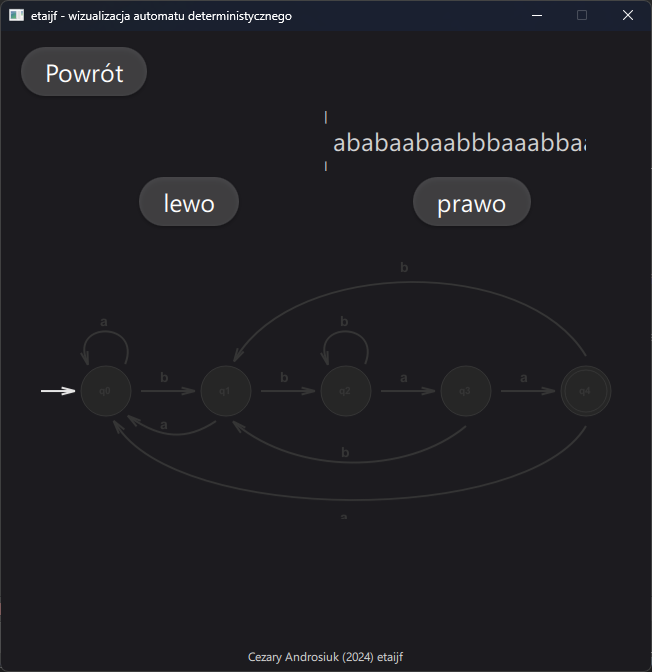 etaijf - wizualizacja automatu deterministycznego
Powrót
ababaabaabbbaaabbaa
lewo
prawo
b
a
b
b
b
a
a
q0
q1
q2
q3
q4
a
b
a
Cezary Androsiuk (2024) etaijf